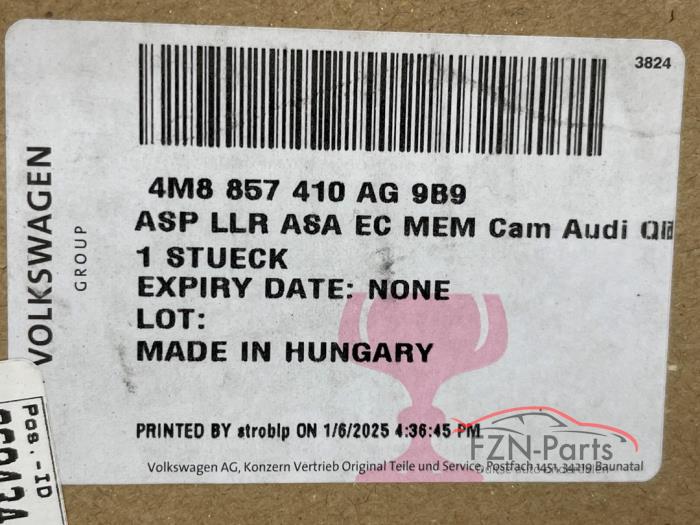 3824
VOLKSWAGEN
GROUP
4M8 857 410 AG 9B9
ASP LLR ASA EC MEM Cam Audi
1 STUECK
EXPIRY DATE: NONE
LOT:
MADE IN HUNGARY
PRINTED BY stroblp ON 1/6/2025 4:36:45 PM
Volkswagen AG, Konzern Vertrieb Original Teile und Service, Postfach 1451, 34219 Baunatal
FZN-Parts
Pos.-ID